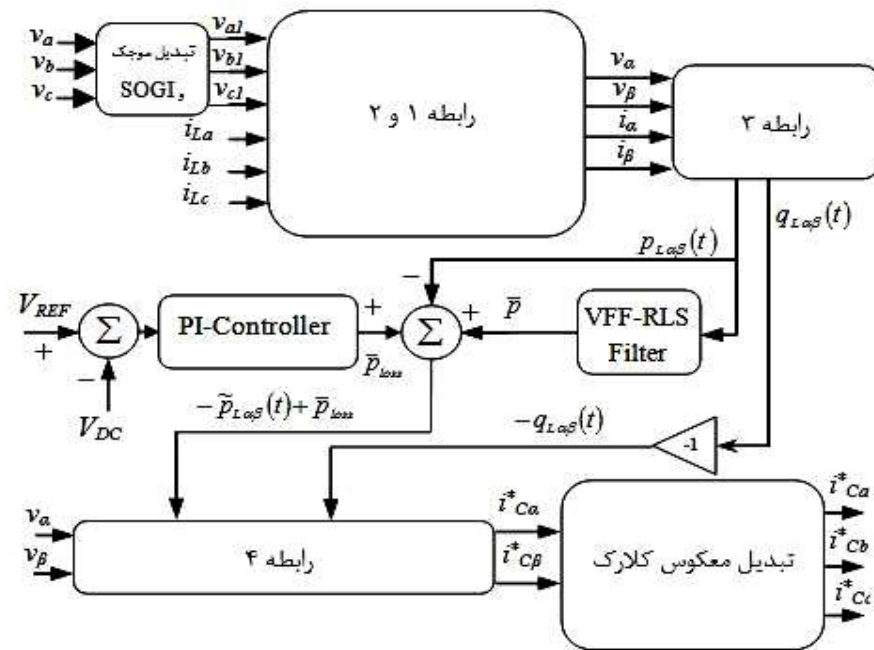 v_a
v_b
v_c
تبدیل موجک
SOGI,
v_a1
v_b1
v_c1
i_La
i_Lb
i_Lc
رابطه ۱ و ۲
v_α
v_β
i_α
i_β
رابطه ۳
q_Lαβ(t)
p_Lαβ(t)
V_REF
+
−
V_DC
Σ
PI-Controller
+
p̄_loss
−
Σ
+
p̄
VFF-RLS
Filter
−p̃_Lαβ(t)+p̄_loss
−q_Lαβ(t)
-1
v_α
v_β
رابطه ۴
i*_Cα
i*_Cβ
تبدیل معکوس کلارک
i*_Ca
i*_Cb
i*_Cc